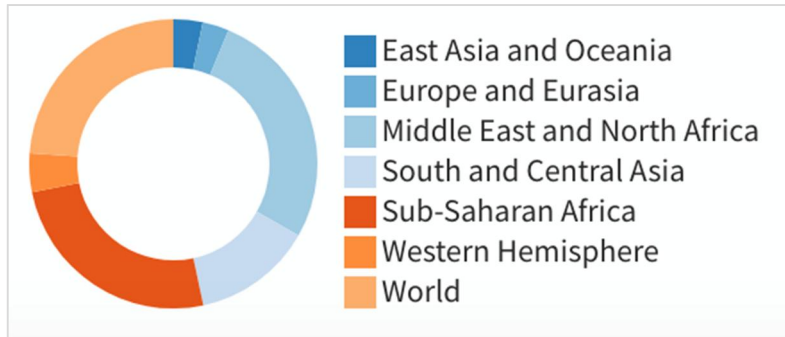 East Asia and Oceania
Europe and Eurasia
Middle East and North Africa
South and Central Asia
Sub-Saharan Africa
Western Hemisphere
World